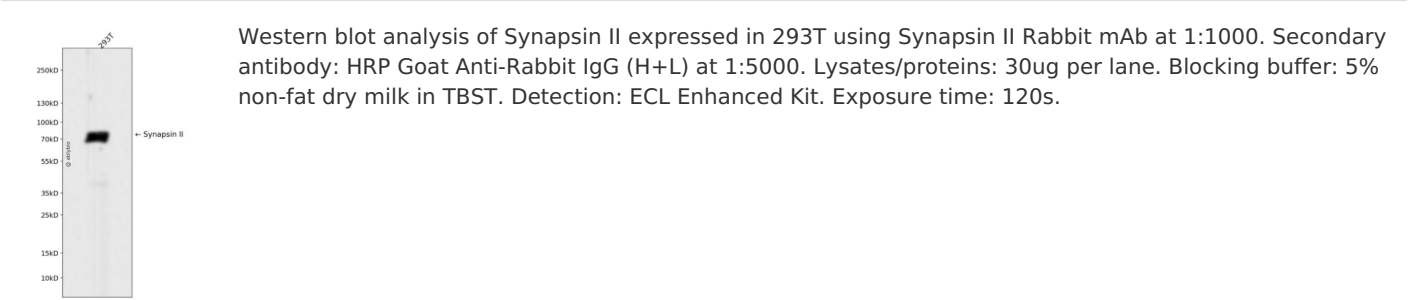 293T
Western blot analysis of Synapsin II expressed in 293T using Synapsin II Rabbit mAb at 1:1000. Secondary
antibody: HRP Goat Anti-Rabbit IgG (H+L) at 1:5000. Lysates/proteins: 30ug per lane. Blocking buffer: 5%
non-fat dry milk in TBST. Detection: ECL Enhanced Kit. Exposure time: 120s.
250kD
130kD
100kD
70kD
← Synapsin II
55kD
35kD
25kD
15kD
10kD